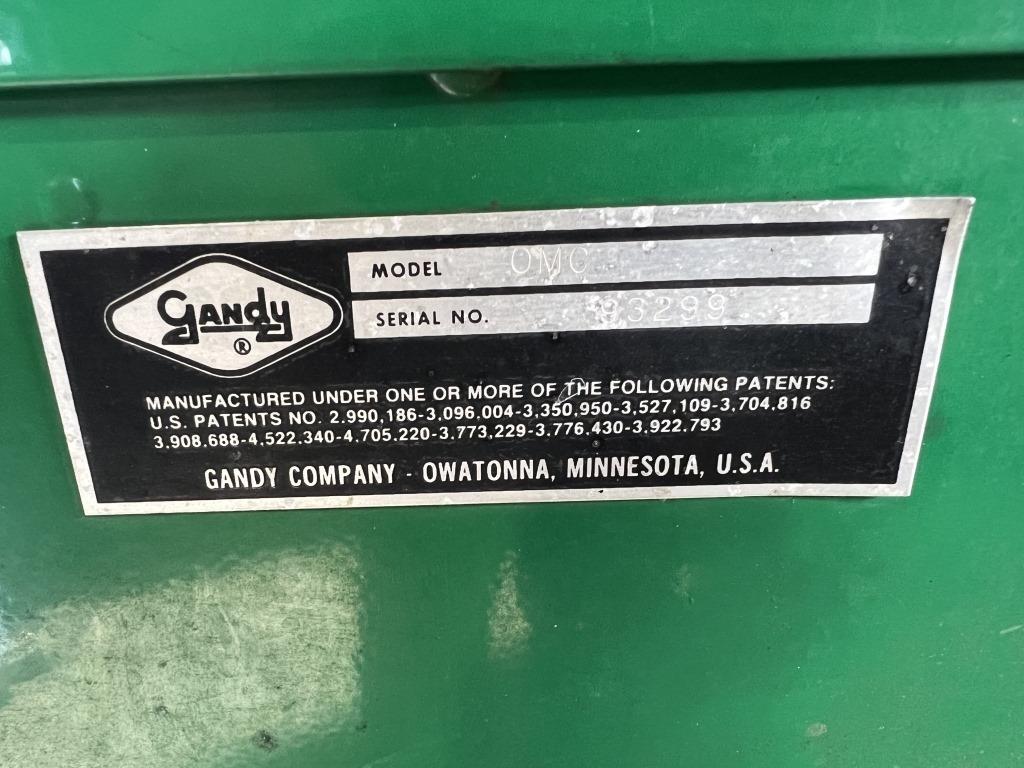 Gandy
®
MODEL OMC
SERIAL NO. 93299
MANUFACTURED UNDER ONE OR MORE OF THE FOLLOWING PATENTS:
U.S. PATENTS NO. 2.990,186-3,096.004-3,350,950-3,527,109-3,704,816
3,908.688-4,522,340-4.705.220-3.773,229-3.776.430-3.922.793
GANDY COMPANY - OWATONNA, MINNESOTA, U.S.A.